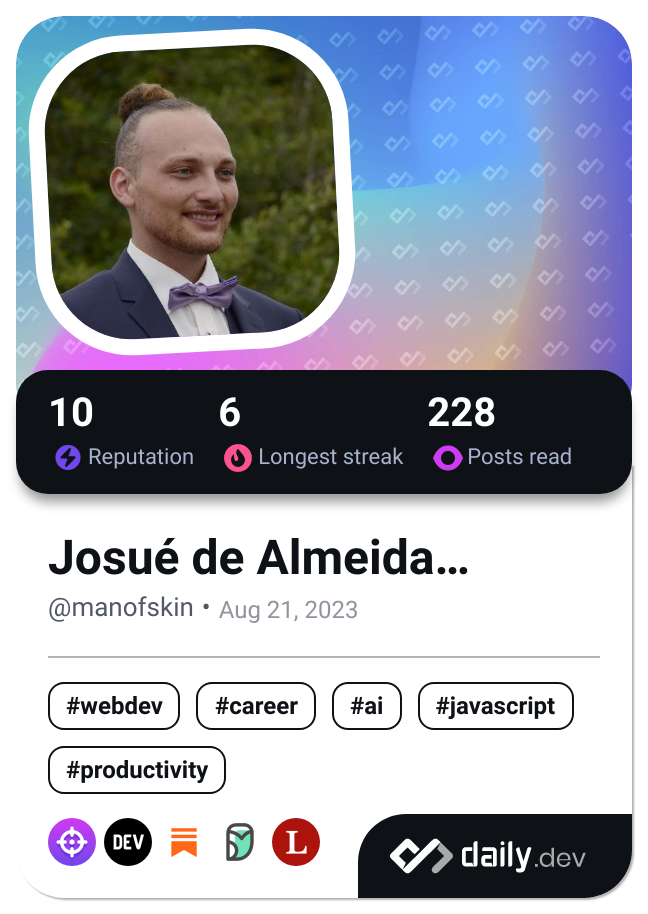 10 6 228
Reputation Longest streak Posts read
Josué de Almeida...
@manofskin • Aug 21, 2023
#webdev #career #ai #javascript
#productivity
DEV L
daily.dev